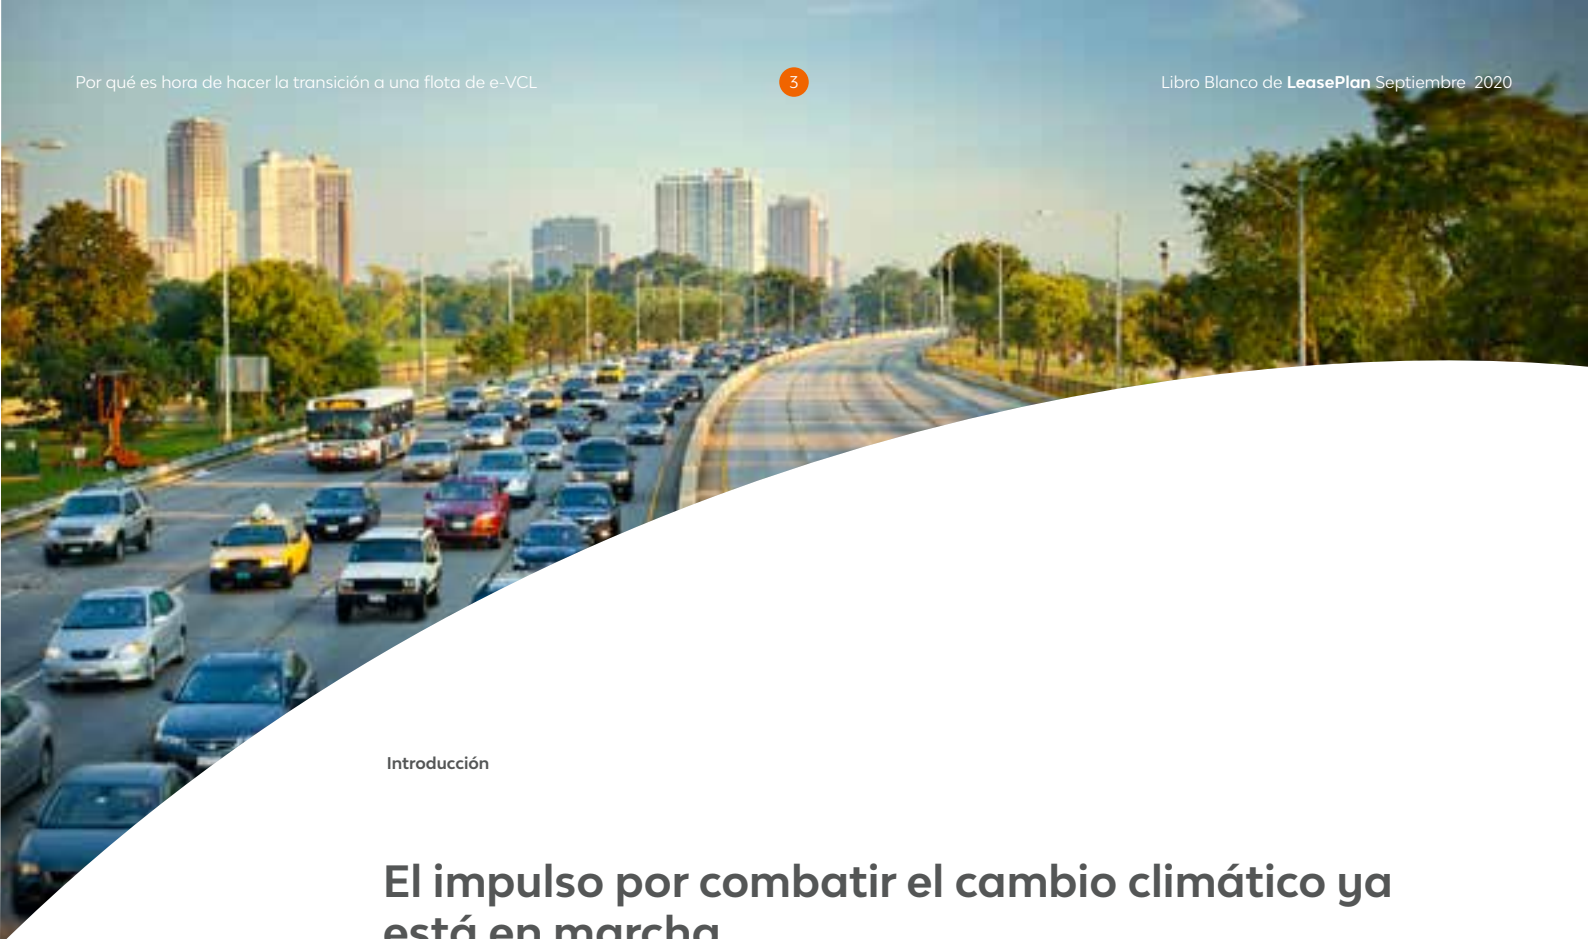 Por qué es hora de hacer la transición a una flota de e-VCL
3
Libro Blanco de LeasePlan Septiembre 2020
Introducción
El impulso por combatir el cambio climático ya
está en marcha